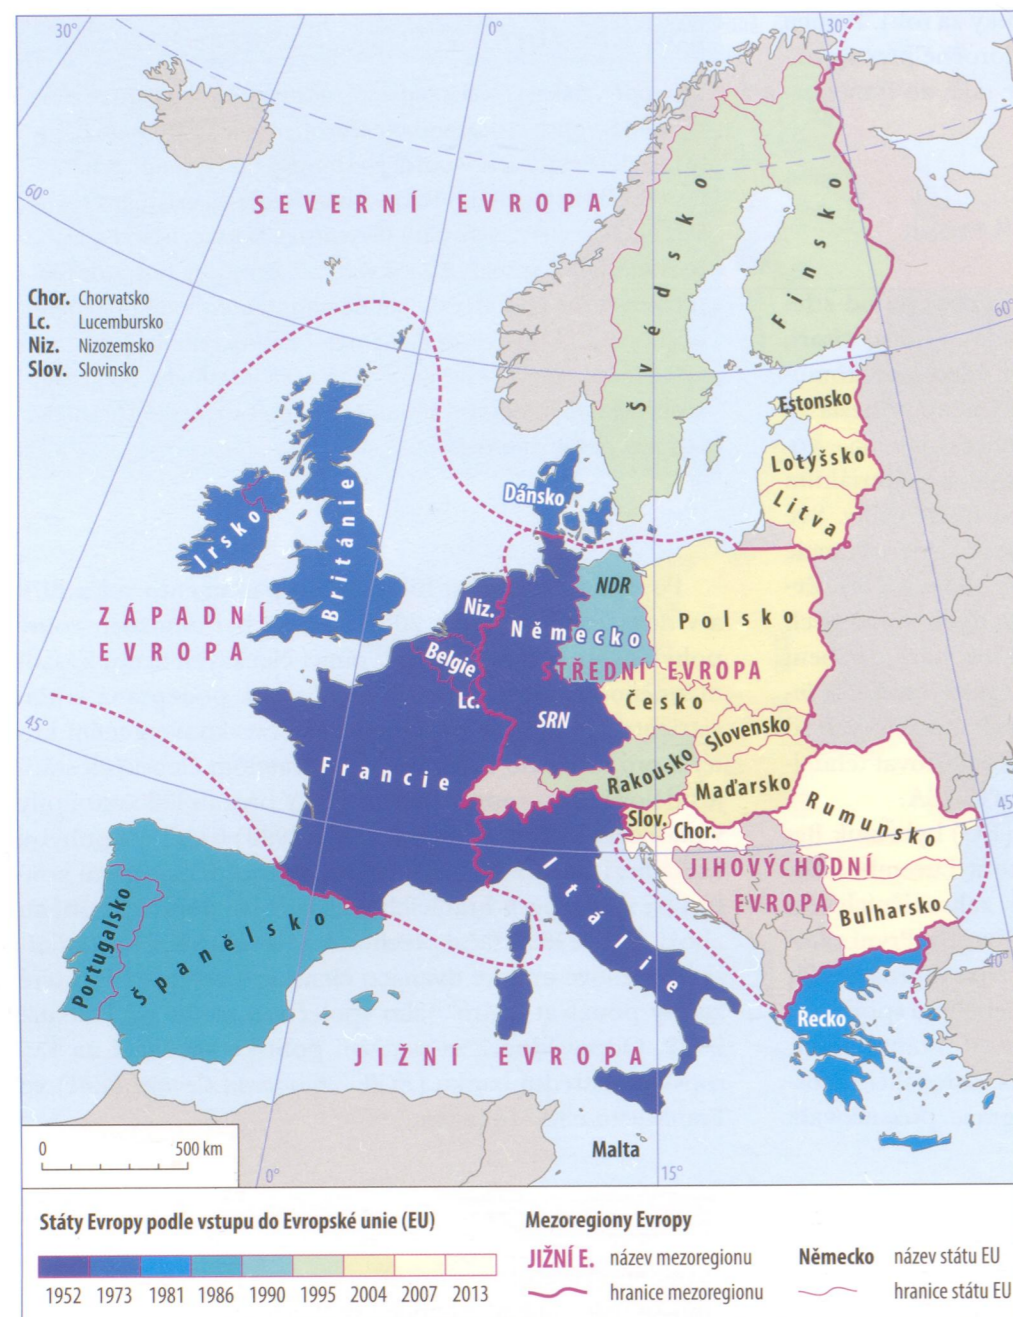 30°
0°
30°
60°
SEVERNÍ EVROPA
Švédsko
Finsko
Chor. Chorvatsko
Lc. Lucembursko
Niz. Nizozemsko
Slov. Slovinsko
60°
Estonsko
Lotyšsko
Litva
Dánsko
Irsko
Británie
ZÁPADNÍ
EVROPA
Niz.
Německo
NDR
Polsko
Belgie
STŘEDNÍ EVROPA
Lc.
SRN
Česko
45°
Slovensko
Francie
Rakousko
Maďarsko
Rumunsko
45°
Slov.
Chor.
JIHOVÝCHODNÍ
EVROPA
Itálie
Bulharsko
Portugalsko
Španělsko
40°
Řecko
JIŽNÍ EVROPA
Malta
0 500 km
0°
15°
Státy Evropy podle vstupu do Evropské unie (EU)
1952 1973 1981 1986 1990 1995 2004 2007 2013
Mezoregiony Evropy
JIŽNÍ E. název mezoregionu
Německo název státu EU
hranice mezoregionu
hranice státu EU